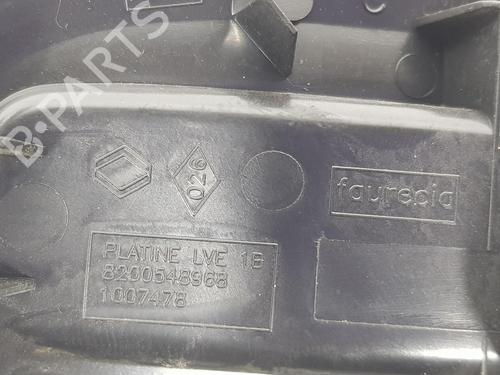 B-PARTS
026
faurecia
PLATINE LVE 1B
8200548968
1007478